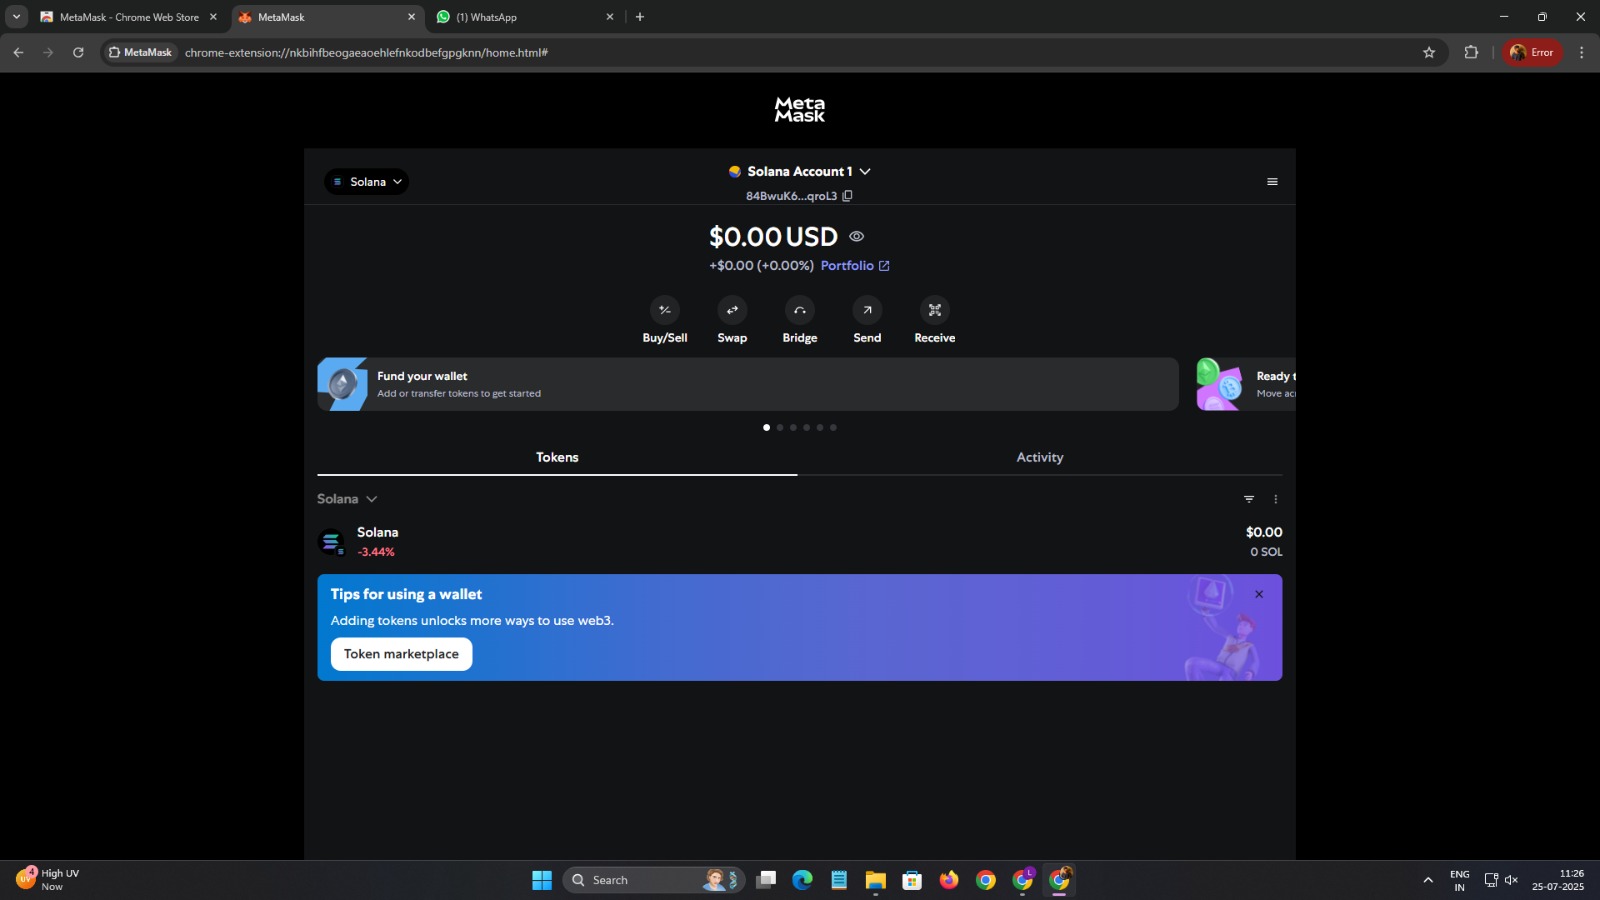 MetaMask - Chrome Web Store
MetaMask
(1) WhatsApp
MetaMask
chrome-extension://nkbihfbeogaeaoehlefnkodbefgpgknn/home.html#
Error
Meta
Mask
Solana
Solana Account 1
84BwuK6...qroL3
$0.00 USD
+$0.00 (+0.00%) Portfolio
Buy/Sell
Swap
Bridge
Send
Receive
Fund your wallet
Add or transfer tokens to get started
Ready t
Move acr
Tokens
Activity
Solana
Solana
$0.00
-3.44%
0 SOL
Tips for using a wallet
Adding tokens unlocks more ways to use web3.
Token marketplace
4
High UV
Now
Search
L
ENG
IN
11:26
25-07-2025